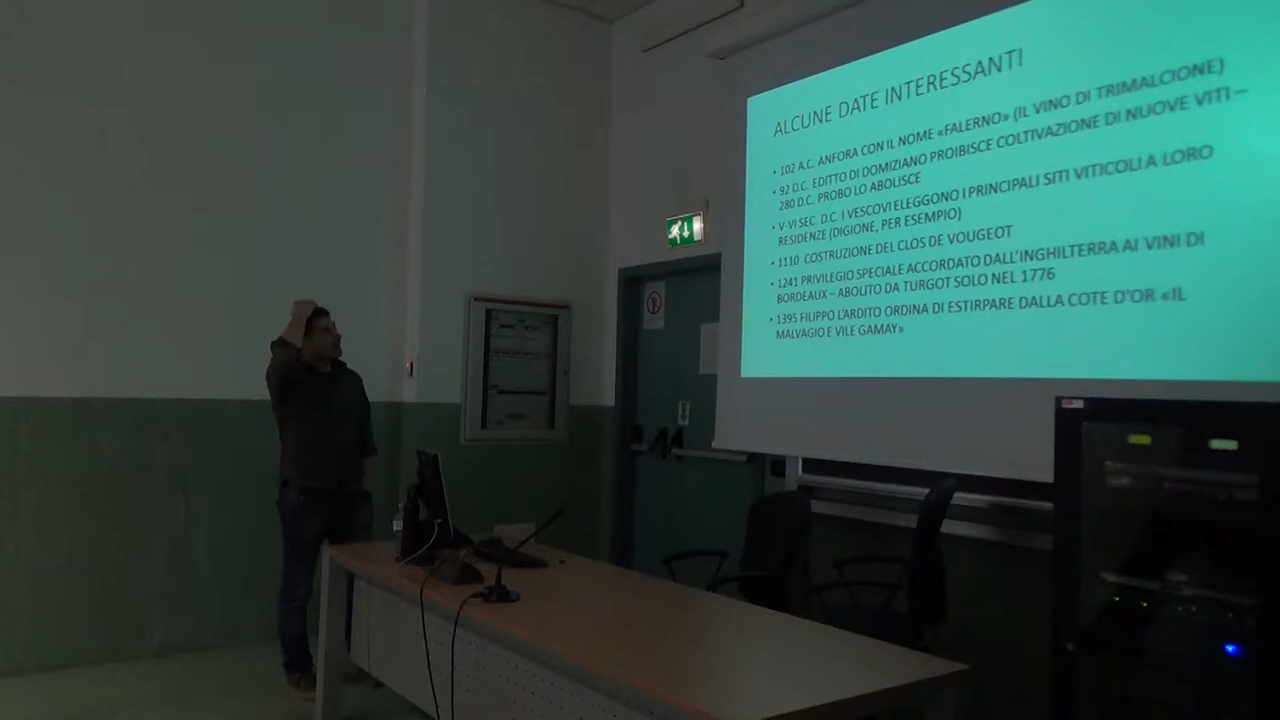 ALCUNE DATE INTERESSANTI
• 102 A.C. ANFORA CON IL NOME «FALERNO» (IL VINO DI TRIMALCIONE)
• 92 D.C. EDITTO DI DOMIZIANO PROIBISCE COLTIVAZIONE DI NUOVE VITI –
280 D.C. PROBO LO ABOLISCE
• V-VI SEC. D.C. I VESCOVI ELEGGONO I PRINCIPALI SITI VITICOLI A LORO
RESIDENZE (DIGIONE, PER ESEMPIO)
• 1110 COSTRUZIONE DEL CLOS DE VOUGEOT
• 1241 PRIVILEGIO SPECIALE ACCORDATO DALL'INGHILTERRA AI VINI DI
BORDEAUX – ABOLITO DA TURGOT SOLO NEL 1776
• 1395 FILIPPO L'ARDITO ORDINA DI ESTIRPARE DALLA COTE D'OR «IL
MALVAGIO E VILE GAMAY»